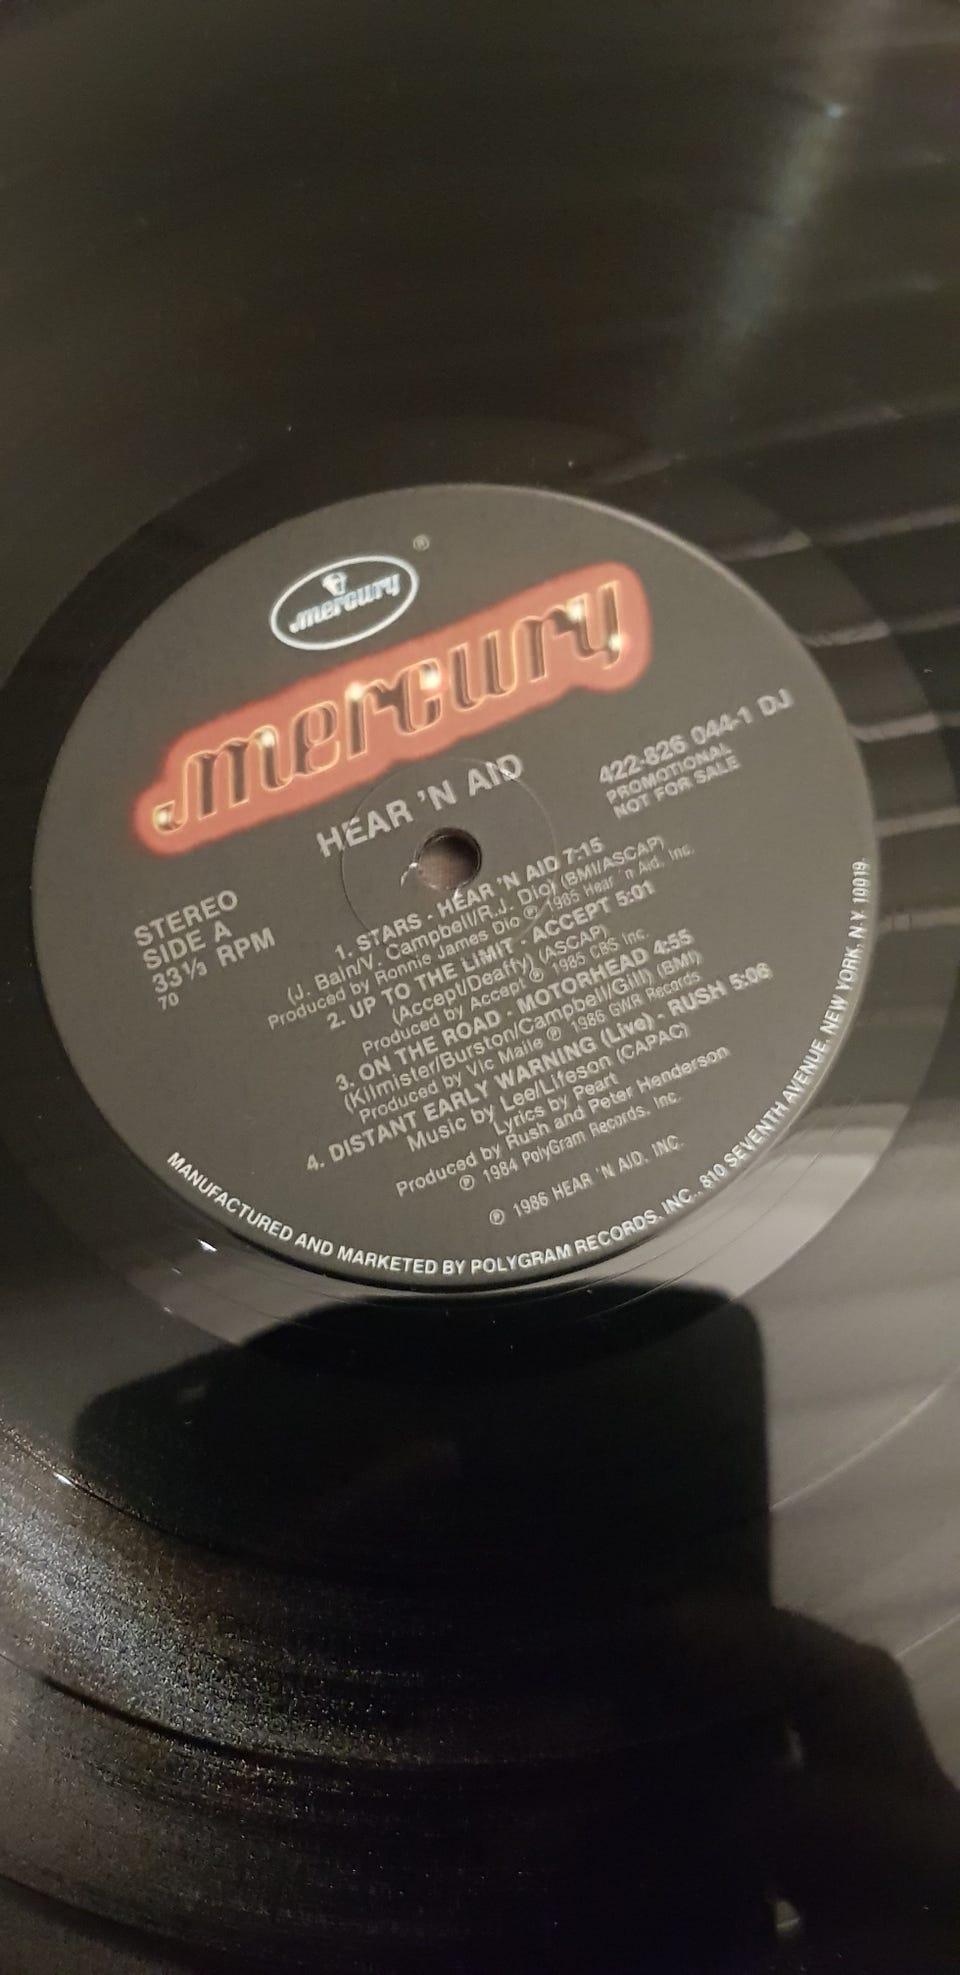 mercury
®
mercury
HEAR 'N AID
422-826 044-1 DJ
PROMOTIONAL
NOT FOR SALE
STEREO
SIDE A
33⅓ RPM
70
1. STARS - HEAR 'N AID 7:15
(J. Bain/V. Campbell/R.J. Dio) (BMI/ASCAP)
Produced by Ronnie James Dio ℗ 1985 Hear 'n Aid. Inc.
2. UP TO THE LIMIT - ACCEPT 5:01
(Accept/Deaffy) (ASCAP)
Produced by Accept ℗ 1985 CBS Inc.
3. ON THE ROAD - MOTORHEAD 4:55
(Kilmister/Burston/Campbell/Gill) (BMI)
Produced by Vic Maile ℗ 1986 GWR Records
4. DISTANT EARLY WARNING (Live) - RUSH 5:06
Music by Lee/Lifeson (CAPAC)
Lyrics by Peart
Produced by Rush and Peter Henderson
℗ 1984 PolyGram Records. Inc.
℗ 1986 HEAR 'N AID. INC.
MANUFACTURED AND MARKETED BY POLYGRAM RECORDS. INC., 810 SEVENTH AVENUE. NEW YORK. N.Y. 10019.